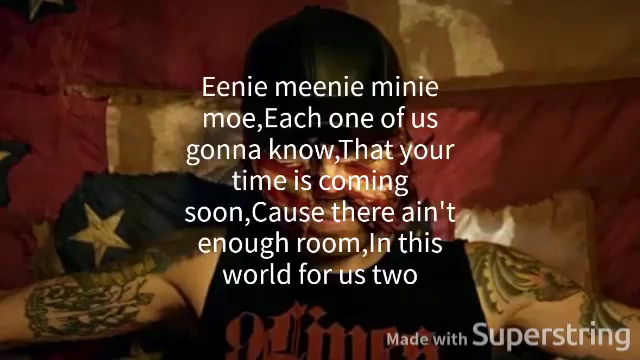 Eenie meenie minie
moe,Each one of us
gonna know,That your
time is coming
soon,Cause there ain't
enough room,In this
world for us two
9Lives
Made with Superstring